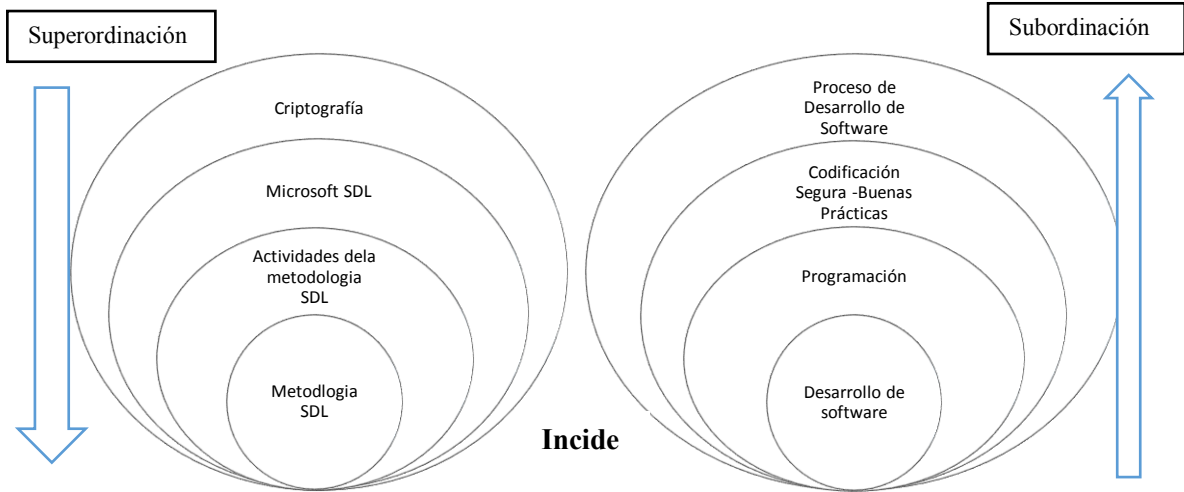 Superordinación
Subordinación
Criptografía
Microsoft SDL
Actividades dela
metodologia
SDL
Metodlogia
SDL
Incide
Proceso de
Desarrollo de
Software
Codificación
Segura -Buenas
Prácticas
Programación
Desarrollo de
software